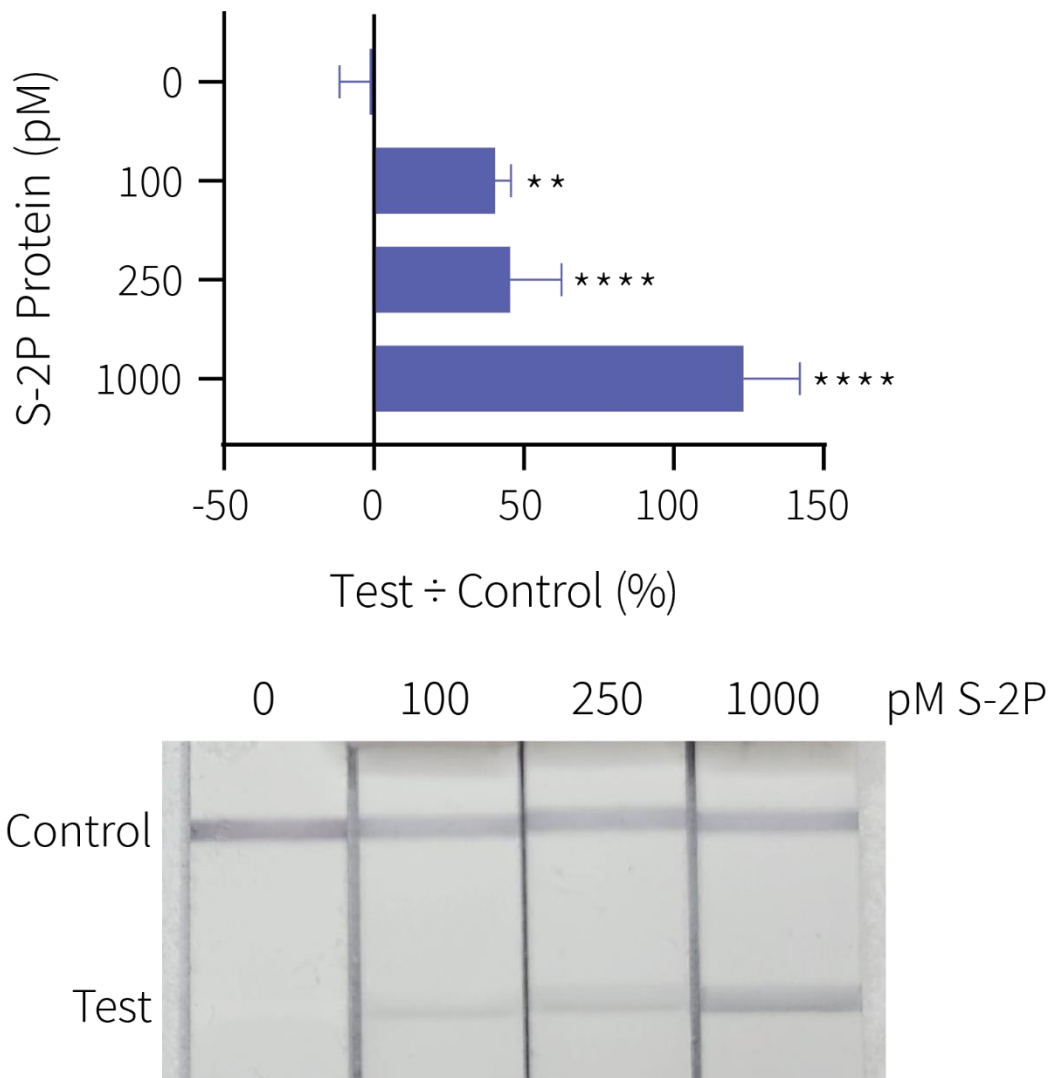 S-2P Protein (pM)
0
100 **
250 ****
1000 ****
-50 0 50 100 150
Test ÷ Control (%)
0 100 250 1000 pM S-2P
Control
Test